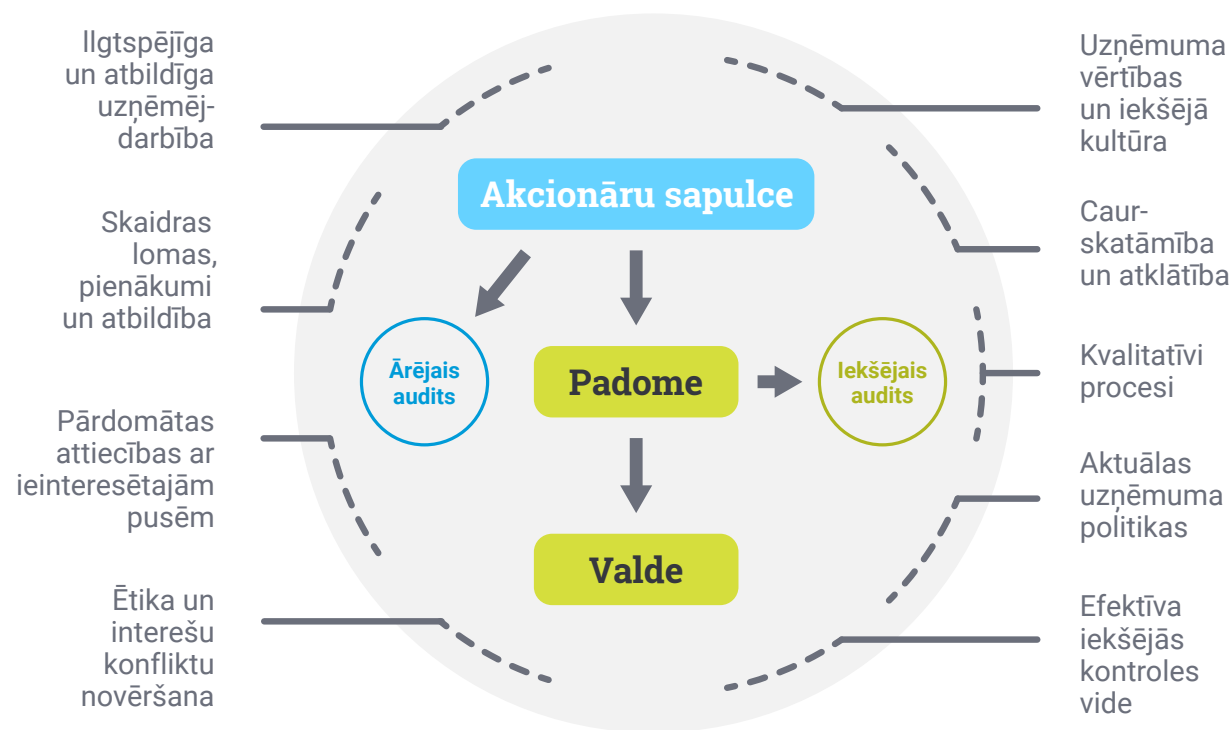 Ilgtspējīga
un atbildīga
uzņēmēj-
darbība
Skaidras
lomas,
pienākumi
un atbildība
Pārdomātas
attiecības ar
ieinteresētajām
pusēm
Ētika un
interešu
konfliktu
novēršana
Akcionāru sapulce
Ārējais
audits
Padome
Iekšējais
audits
Valde
Uzņēmuma
vērtības
un iekšējā
kultūra
Caur-
skatāmība
un atklātība
Kvalitatīvi
procesi
Aktuālas
uzņēmuma
politikas
Efektīva
iekšējās
kontroles
vide